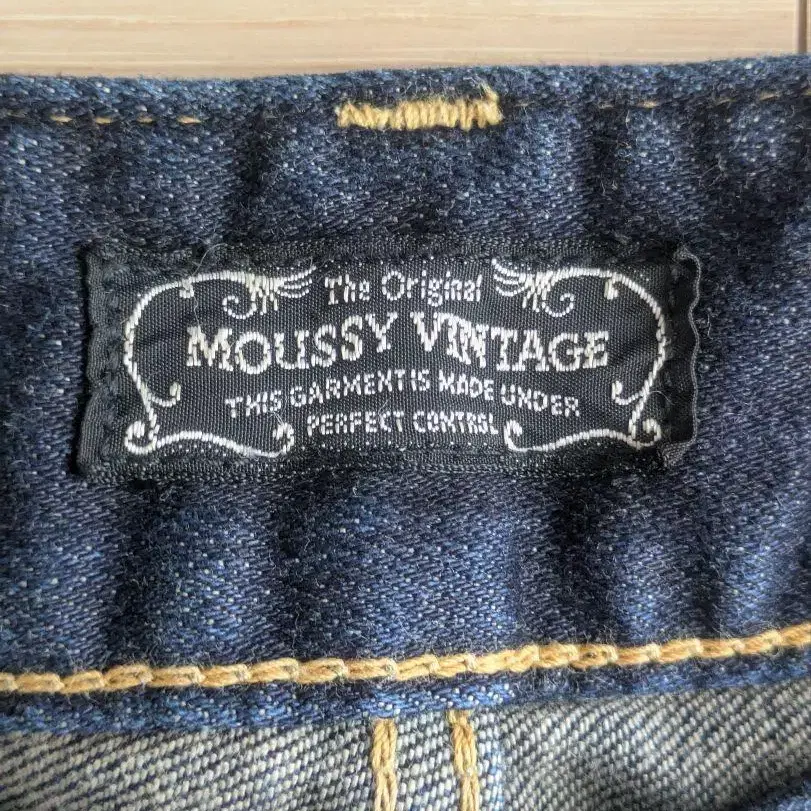 The Original
MOUSSY VINTAGE
THIS GARMENT IS MADE UNDER
PERFECT CONTROL